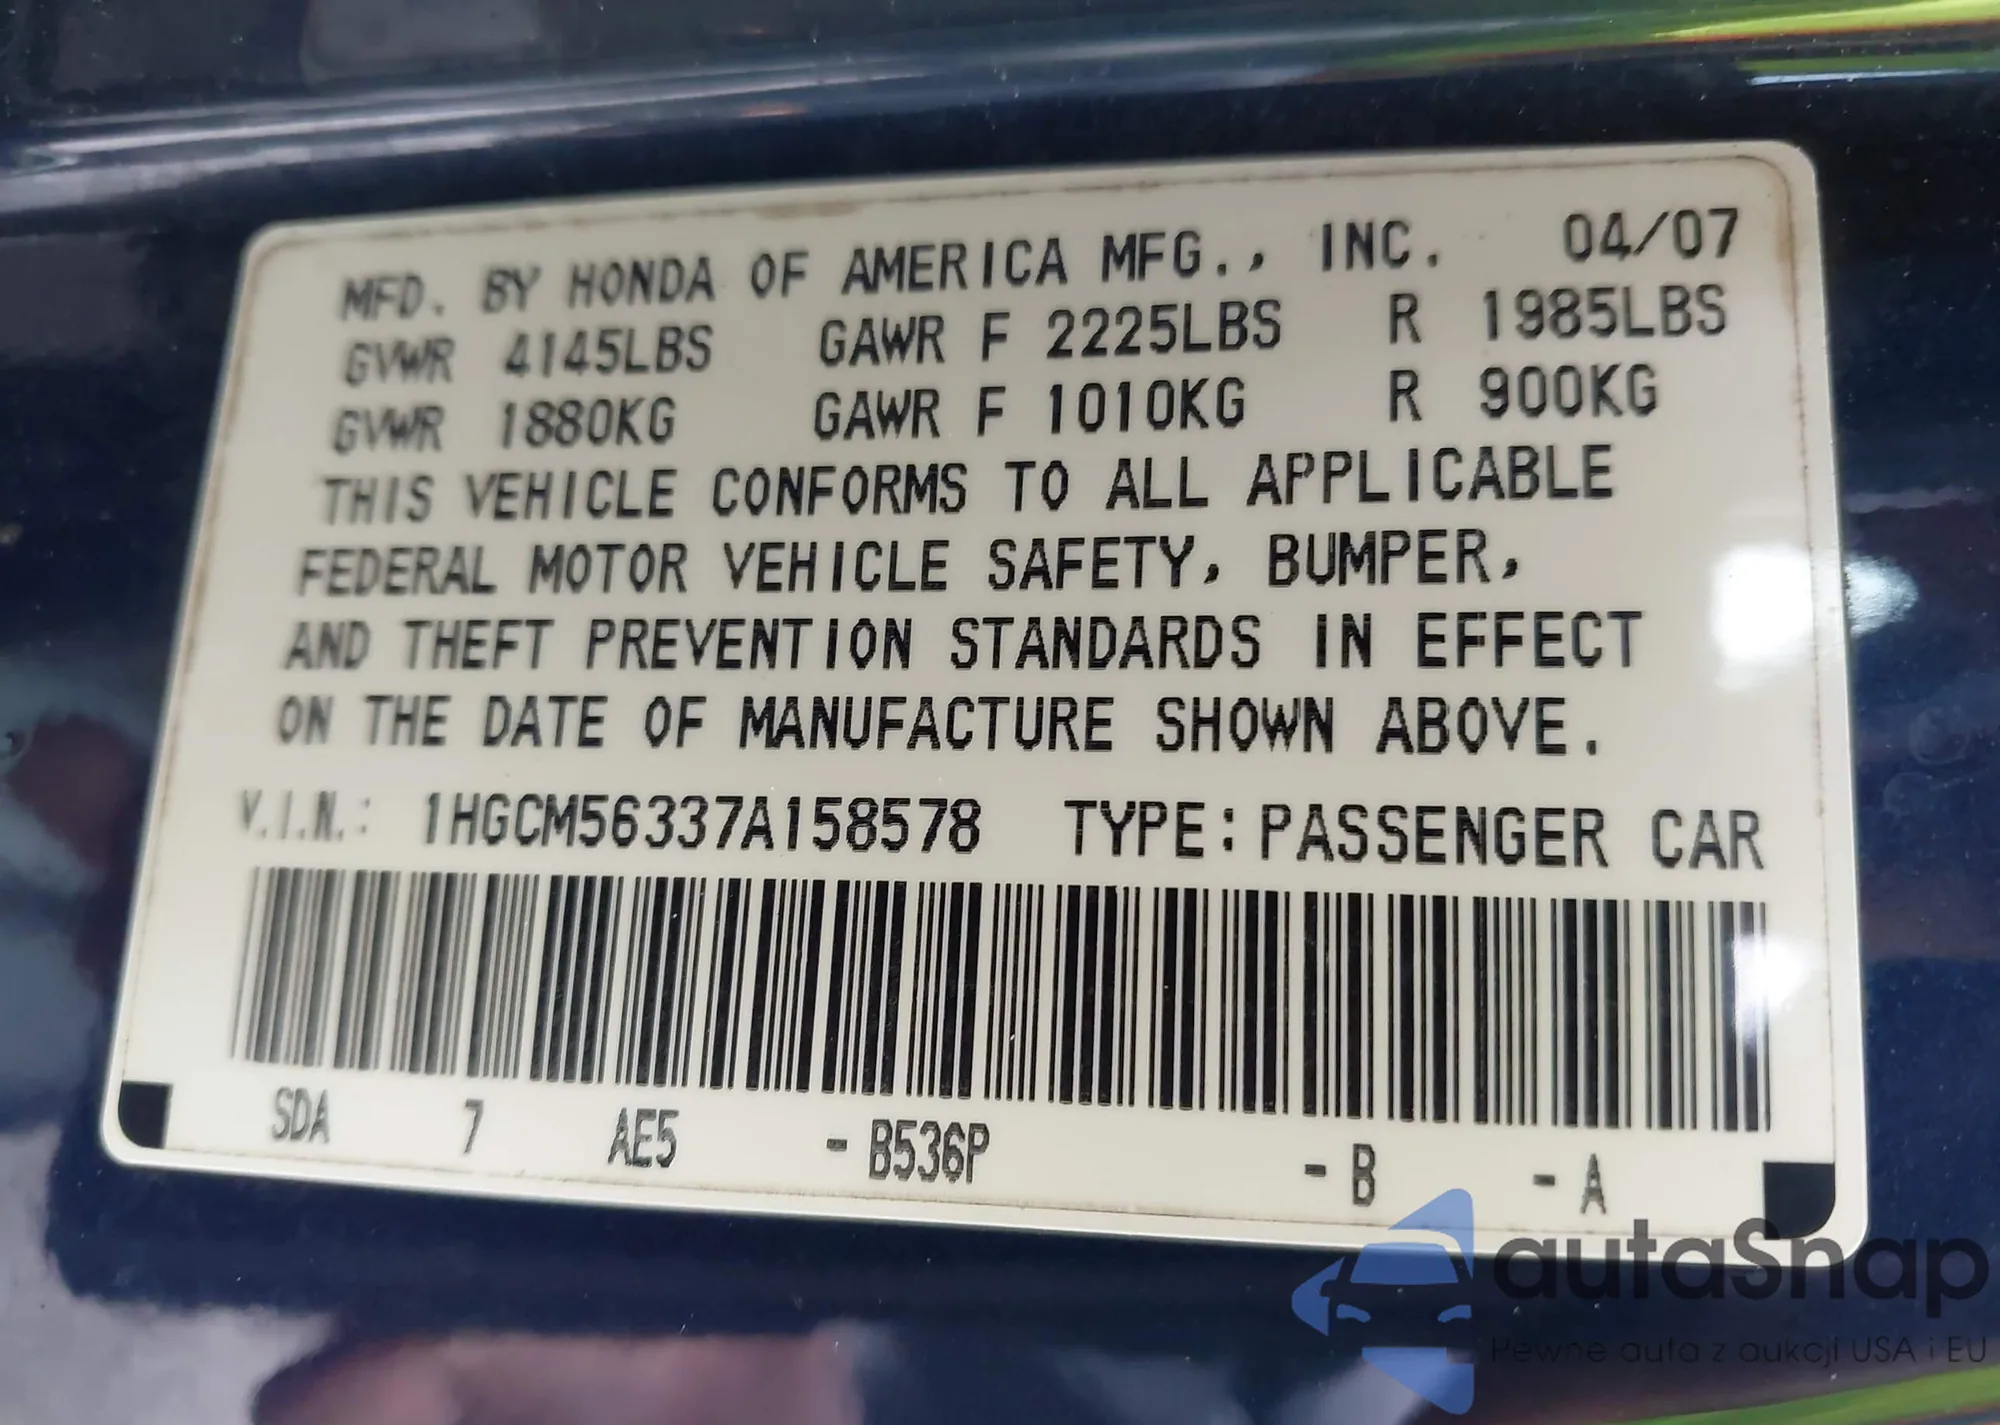 MFD. BY HONDA OF AMERICA MFG., INC. 04/07
GVWR 4145LBS GAWR F 2225LBS R 1985LBS
GVWR 1880KG GAWR F 1010KG R 900KG
THIS VEHICLE CONFORMS TO ALL APPLICABLE
FEDERAL MOTOR VEHICLE SAFETY, BUMPER,
AND THEFT PREVENTION STANDARDS IN EFFECT
ON THE DATE OF MANUFACTURE SHOWN ABOVE.
V.I.N.: 1HGCM56337A158578 TYPE: PASSENGER CAR
SDA 7 AE5 - B536P - B - A
autaSnap
Pewne auta z aukcji USA i EU